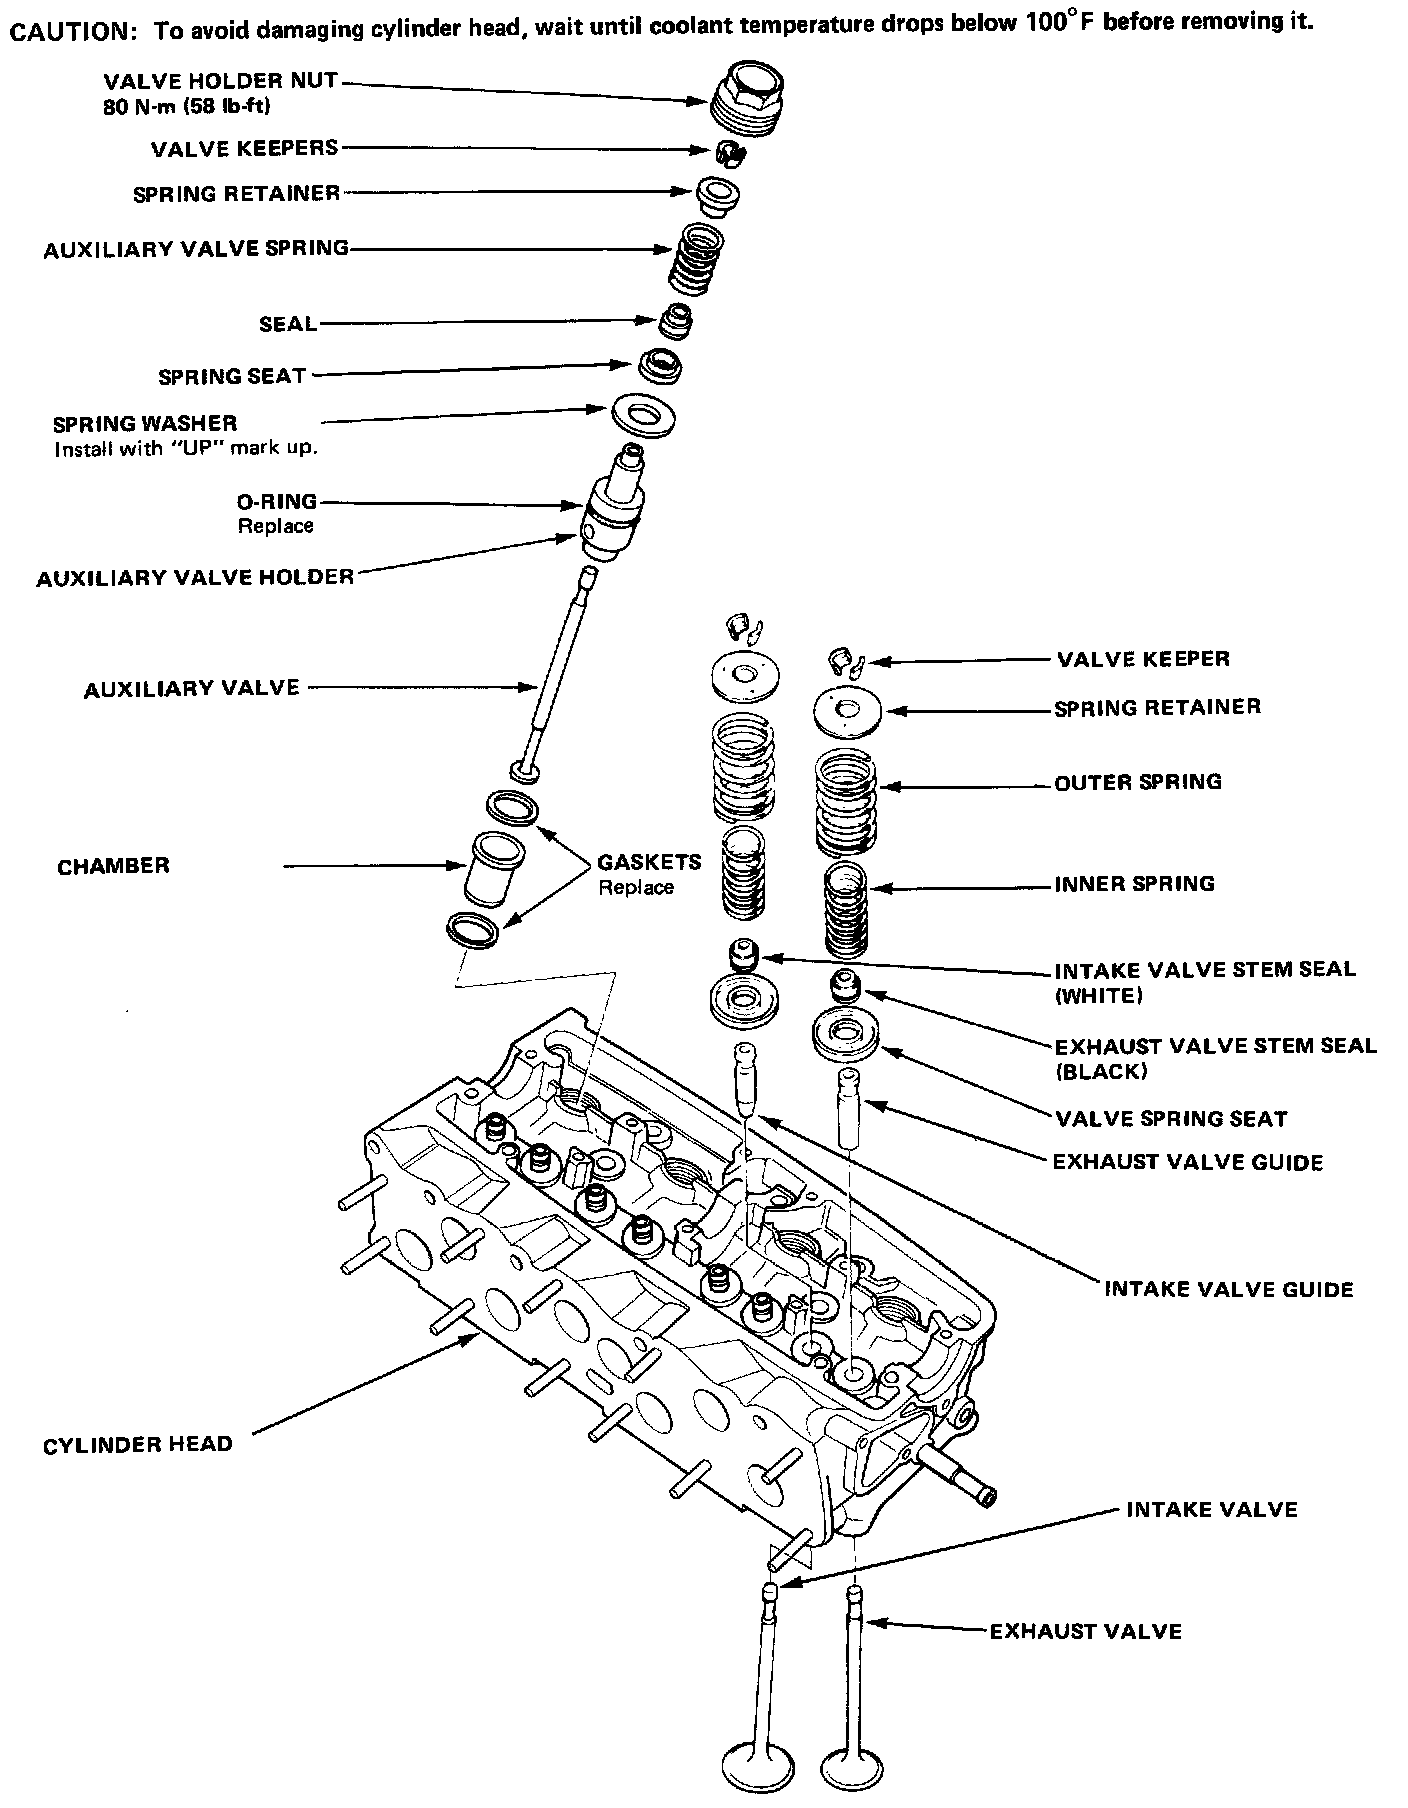 CAUTION: To avoid damaging cylinder head, wait until coolant temperature drops below 100°F before removing it.
VALVE HOLDER NUT
80 N-m (58 lb-ft)
VALVE KEEPERS
SPRING RETAINER
AUXILIARY VALVE SPRING
SEAL
SPRING SEAT
SPRING WASHER
Install with "UP" mark up.
O-RING
Replace
AUXILIARY VALVE HOLDER
AUXILIARY VALVE
CHAMBER
GASKETS
Replace
VALVE KEEPER
SPRING RETAINER
OUTER SPRING
INNER SPRING
INTAKE VALVE STEM SEAL
(WHITE)
EXHAUST VALVE STEM SEAL
(BLACK)
VALVE SPRING SEAT
EXHAUST VALVE GUIDE
INTAKE VALVE GUIDE
CYLINDER HEAD
INTAKE VALVE
EXHAUST VALVE